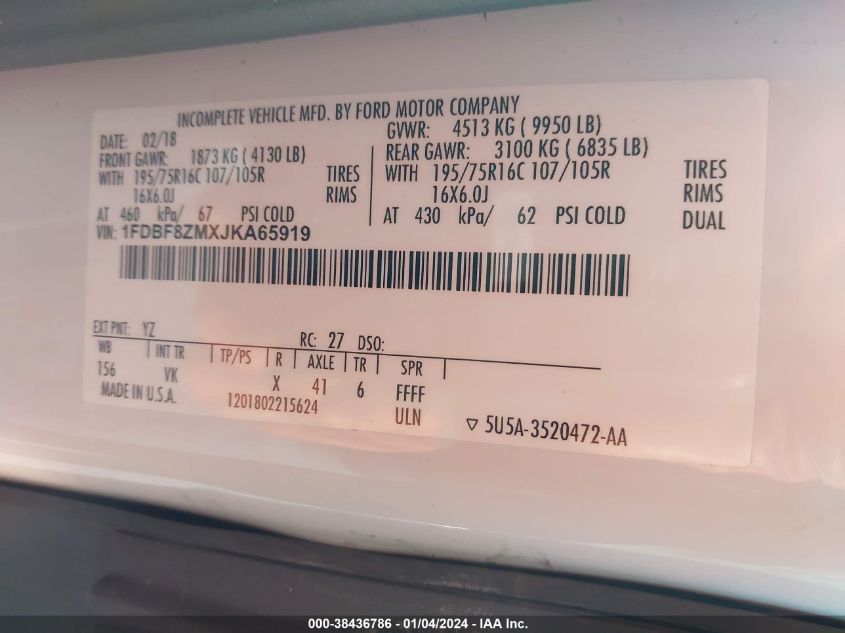 INCOMPLETE VEHICLE MFD. BY FORD MOTOR COMPANY
DATE: 02/18 GVWR: 4513 KG ( 9950 LB)
FRONT GAWR: 1873 KG ( 4130 LB) REAR GAWR: 3100 KG ( 6835 LB)
WITH 195/75R16C 107/105R TIRES WITH 195/75R16C 107/105R TIRES
16X6.0J RIMS 16X6.0J RIMS
AT 460 kPa/ 67 PSI COLD AT 430 kPa/ 62 PSI COLD DUAL
VIN: 1FDBF8ZMXJKA65919
EXT PNT: YZ RC: 27 DSO:
WB INT TR TP/PS R AXLE TR SPR
156 VK X 41 6 FFFF
MADE IN U.S.A. 1201802215624 ULN ▽ 5U5A-3520472-AA
000-38436786 - 01/04/2024 - IAA Inc.